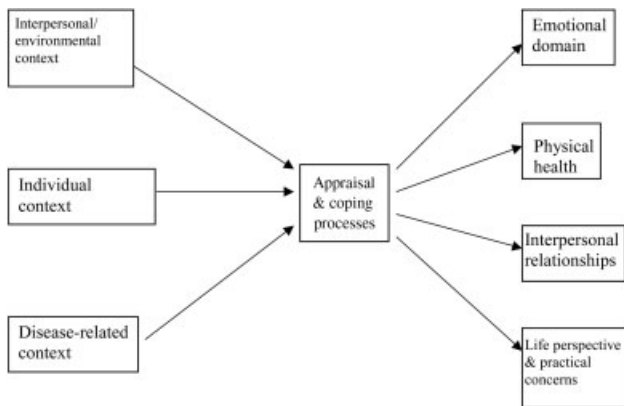 Interpersonal/
environmental
context
Individual
context
Disease-related
context
Appraisal
& coping
processes
Emotional
domain
Physical
health
Interpersonal
relationships
Life perspective
& practical
concerns